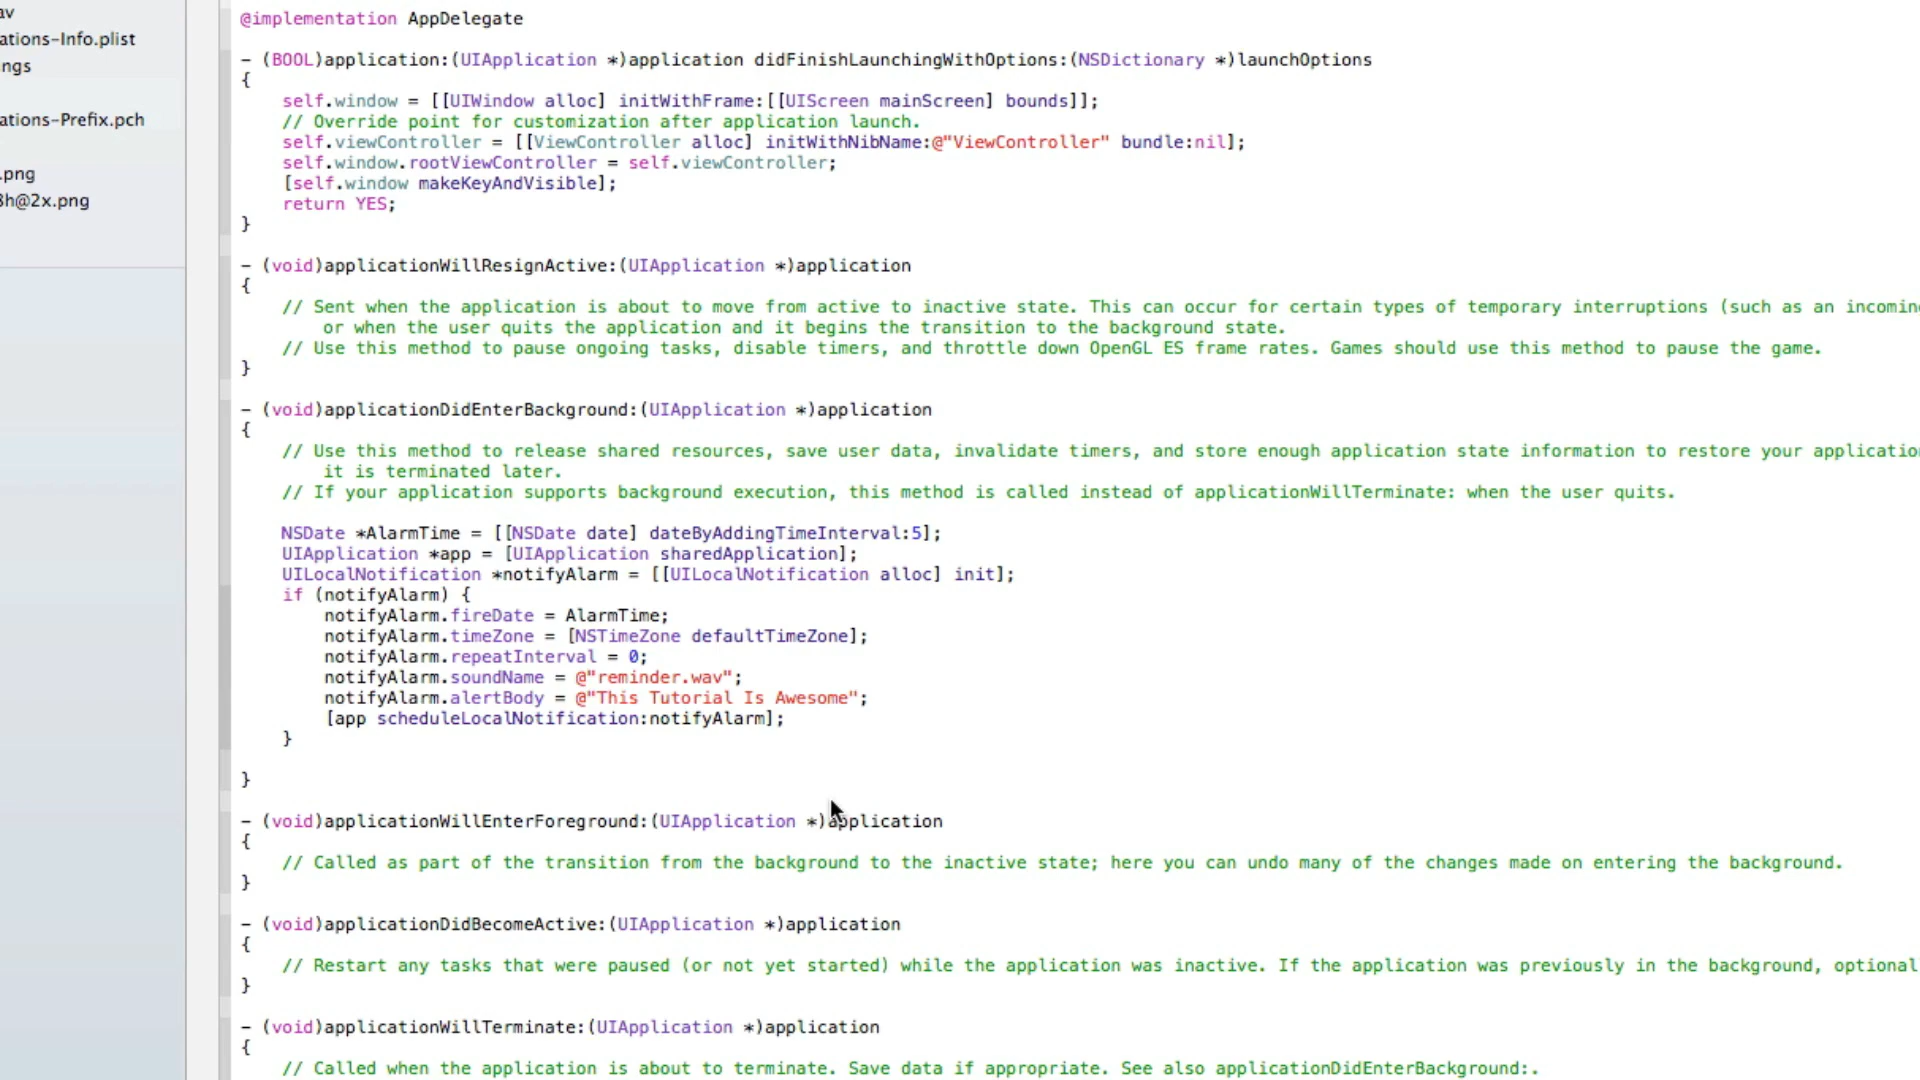 av
ations-Info.plist
ngs
ations-Prefix.pch
.png
8h@2x.png
@implementation AppDelegate
- (BOOL)application:(UIApplication *)application didFinishLaunchingWithOptions:(NSDictionary *)launchOptions
{
self.window = [[UIWindow alloc] initWithFrame:[[UIScreen mainScreen] bounds]];
// Override point for customization after application launch.
self.viewController = [[ViewController alloc] initWithNibName:@"ViewController" bundle:nil];
self.window.rootViewController = self.viewController;
[self.window makeKeyAndVisible];
return YES;
}
- (void)applicationWillResignActive:(UIApplication *)application
{
// Sent when the application is about to move from active to inactive state. This can occur for certain types of temporary interruptions (such as an incomin
or when the user quits the application and it begins the transition to the background state.
// Use this method to pause ongoing tasks, disable timers, and throttle down OpenGL ES frame rates. Games should use this method to pause the game.
}
- (void)applicationDidEnterBackground:(UIApplication *)application
{
// Use this method to release shared resources, save user data, invalidate timers, and store enough application state information to restore your applicatio
it is terminated later.
// If your application supports background execution, this method is called instead of applicationWillTerminate: when the user quits.
NSDate *AlarmTime = [[NSDate date] dateByAddingTimeInterval:5];
UIApplication *app = [UIApplication sharedApplication];
UILocalNotification *notifyAlarm = [[UILocalNotification alloc] init];
if (notifyAlarm) {
notifyAlarm.fireDate = AlarmTime;
notifyAlarm.timeZone = [NSTimeZone defaultTimeZone];
notifyAlarm.repeatInterval = 0;
notifyAlarm.soundName = @"reminder.wav";
notifyAlarm.alertBody = @"This Tutorial Is Awesome";
[app scheduleLocalNotification:notifyAlarm];
}
}
- (void)applicationWillEnterForeground:(UIApplication *)application
{
// Called as part of the transition from the background to the inactive state; here you can undo many of the changes made on entering the background.
}
- (void)applicationDidBecomeActive:(UIApplication *)application
{
// Restart any tasks that were paused (or not yet started) while the application was inactive. If the application was previously in the background, optional
}
- (void)applicationWillTerminate:(UIApplication *)application
{
// Called when the application is about to terminate. Save data if appropriate. See also applicationDidEnterBackground:.